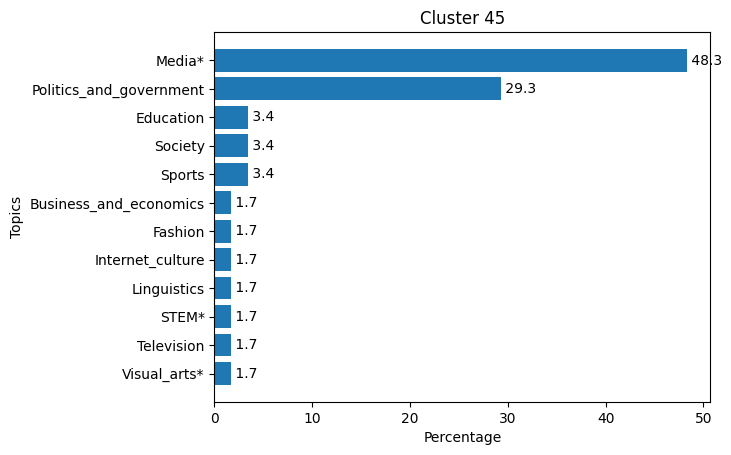 Cluster 45
Topics
Media* 48.3
Politics_and_government 29.3
Education 3.4
Society 3.4
Sports 3.4
Business_and_economics 1.7
Fashion 1.7
Internet_culture 1.7
Linguistics 1.7
STEM* 1.7
Television 1.7
Visual_arts* 1.7
0 10 20 30 40 50
Percentage